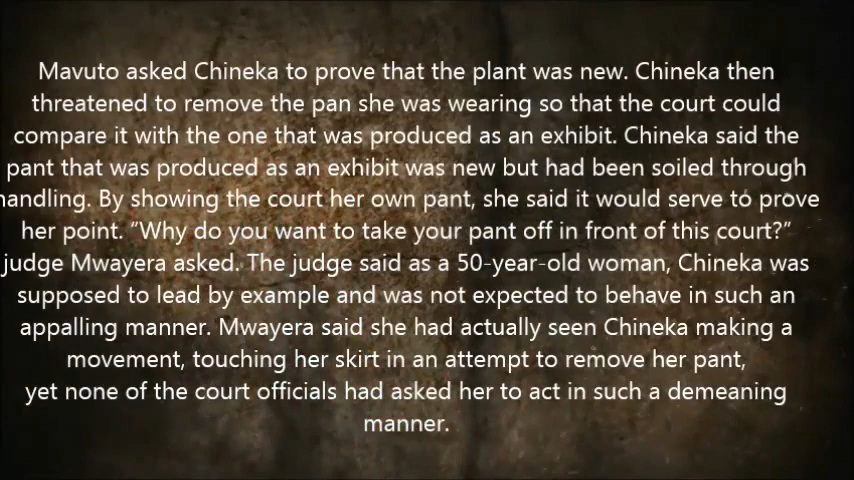 Mavuto asked Chineka to prove that the plant was new. Chineka then
threatened to remove the pan she was wearing so that the court could
compare it with the one that was produced as an exhibit. Chineka said the
pant that was produced as an exhibit was new but had been soiled through
handling. By showing the court her own pant, she said it would serve to prove
her point. “Why do you want to take your pant off in front of this court?”
judge Mwayera asked. The judge said as a 50-year-old woman, Chineka was
supposed to lead by example and was not expected to behave in such an
appalling manner. Mwayera said she had actually seen Chineka making a
movement, touching her skirt in an attempt to remove her pant,
yet none of the court officials had asked her to act in such a demeaning
manner.